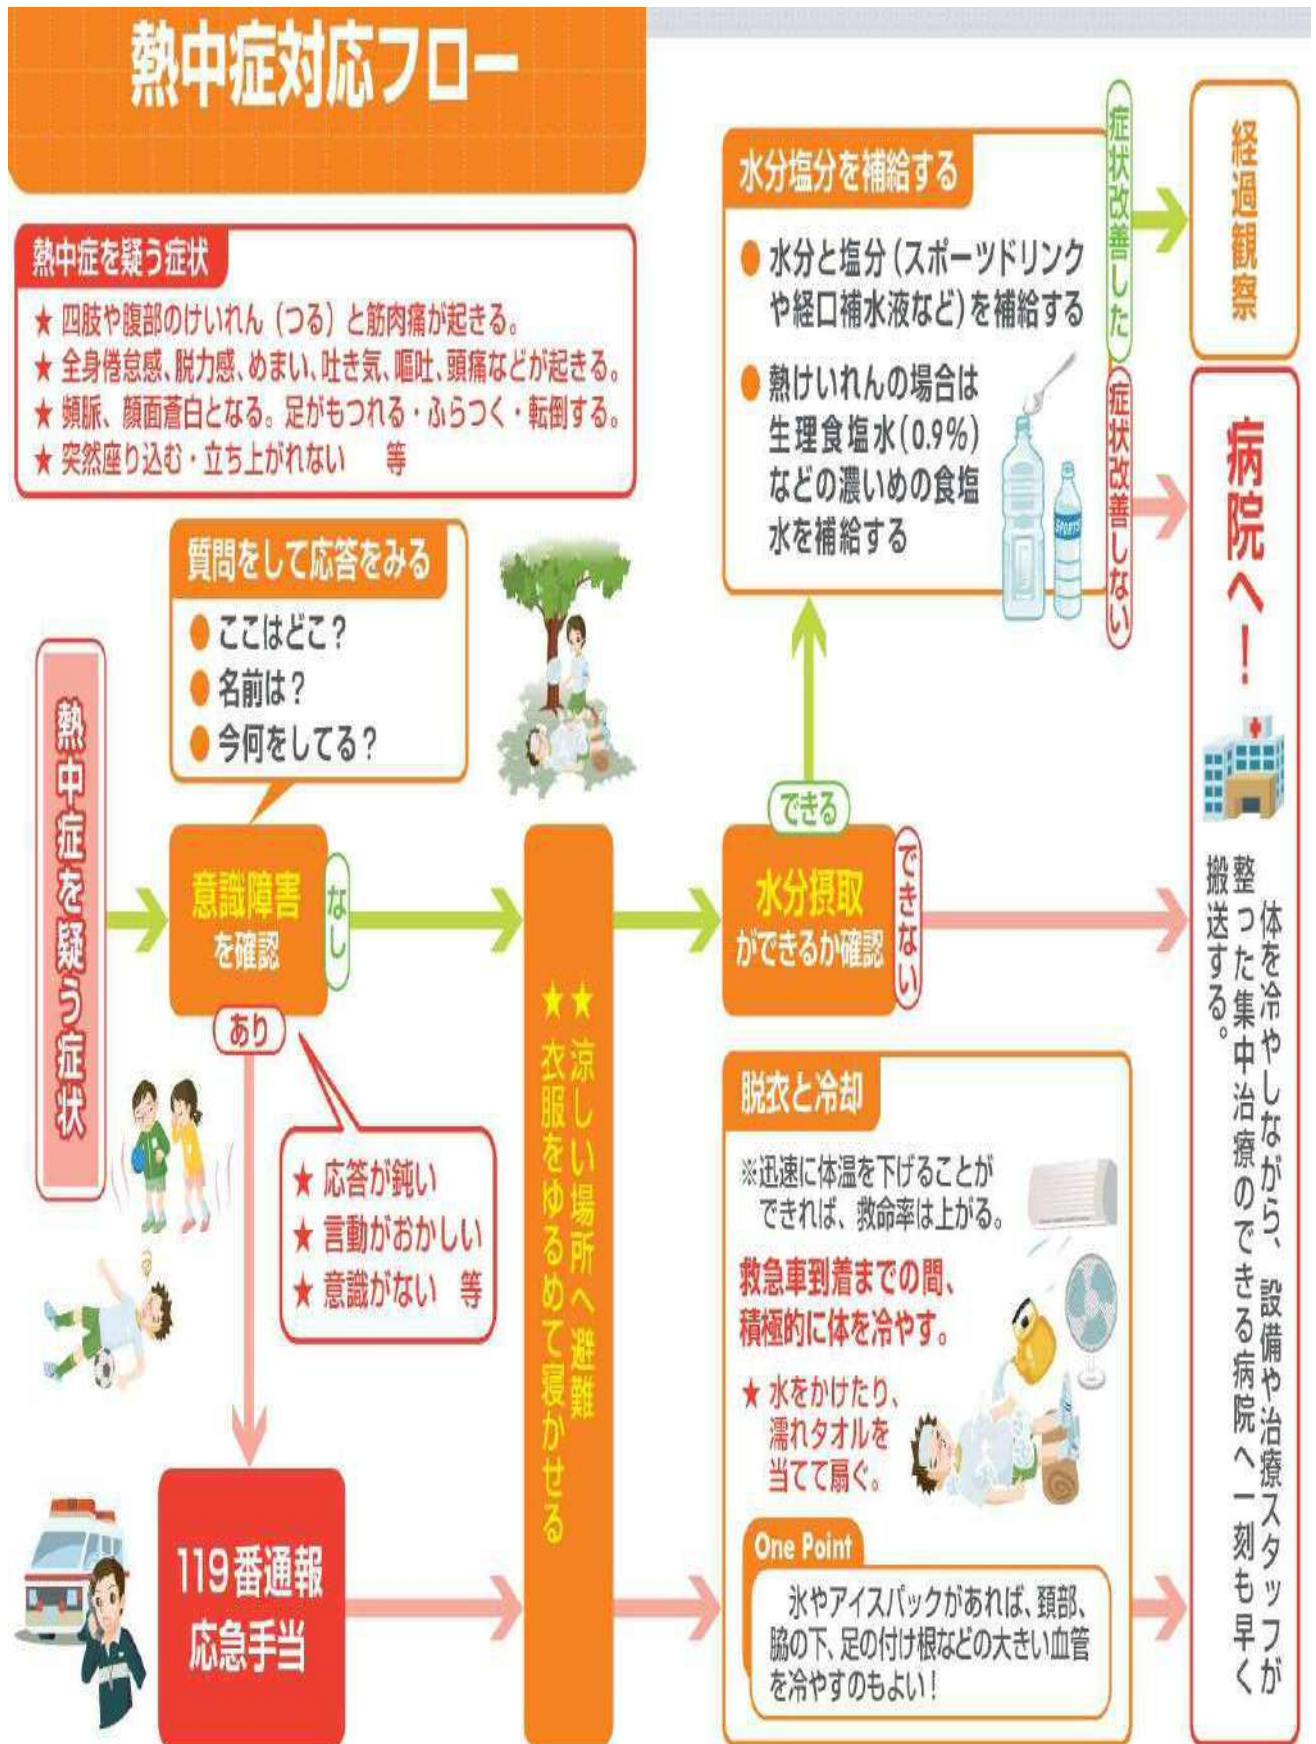 熱中症対応フロー
熱中症を疑う症状
★ 四肢や腹部のけいれん（つる）と筋肉痛が起きる。
★ 全身倦怠感、脱力感、めまい、吐き気、嘔吐、頭痛などが起きる。
★ 頻脈、顔面蒼白となる。足がもつれる・ふらつく・転倒する。
★ 突然座り込む・立ち上がれない　等
熱中症を疑う症状
質問をして応答をみる
● ここはどこ？
● 名前は？
● 今何をしてる？
意識障害
を確認
なし
あり
★ 応答が鈍い
★ 言動がおかしい
★ 意識がない　等
119番通報
応急手当
★ 涼しい場所へ避難
★ 衣服をゆるめて寝かせる
水分摂取
ができるか確認
できる
できない
水分塩分を補給する
● 水分と塩分（スポーツドリンク
や経口補水液など）を補給する
● 熱けいれんの場合は
生理食塩水（0.9％）
などの濃いめの食塩
水を補給する
SPORTS
症状改善した
症状改善しない
経過観察
脱衣と冷却
※迅速に体温を下げることが
できれば、救命率は上がる。
救急車到着までの間、
積極的に体を冷やす。
★ 水をかけたり、
濡れタオルを
当てて扇ぐ。
One Point
氷やアイスパックがあれば、頚部、
脇の下、足の付け根などの大きい血管
を冷やすのもよい！
病院へ！
体を冷やしながら、設備や治療スタッフが
整った集中治療のできる病院へ一刻も早く
搬送する。